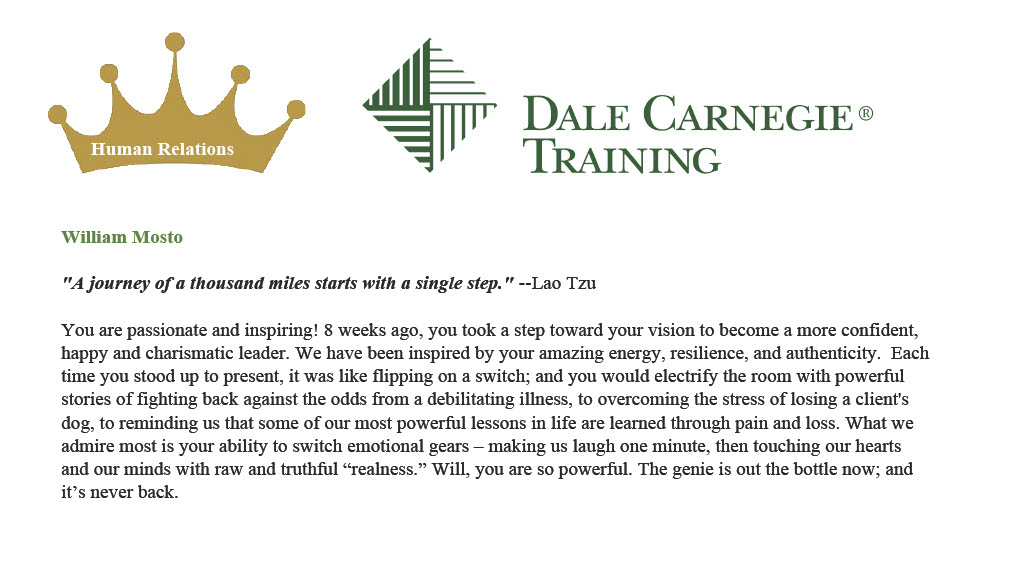 Human Relations
DALE CARNEGIE®
TRAINING
William Mosto
"A journey of a thousand miles starts with a single step." --Lao Tzu
You are passionate and inspiring! 8 weeks ago, you took a step toward your vision to become a more confident,
happy and charismatic leader. We have been inspired by your amazing energy, resilience, and authenticity.  Each
time you stood up to present, it was like flipping on a switch; and you would electrify the room with powerful
stories of fighting back against the odds from a debilitating illness, to overcoming the stress of losing a client's
dog, to reminding us that some of our most powerful lessons in life are learned through pain and loss. What we
admire most is your ability to switch emotional gears – making us laugh one minute, then touching our hearts
and our minds with raw and truthful “realness.” Will, you are so powerful. The genie is out the bottle now; and
it’s never back.